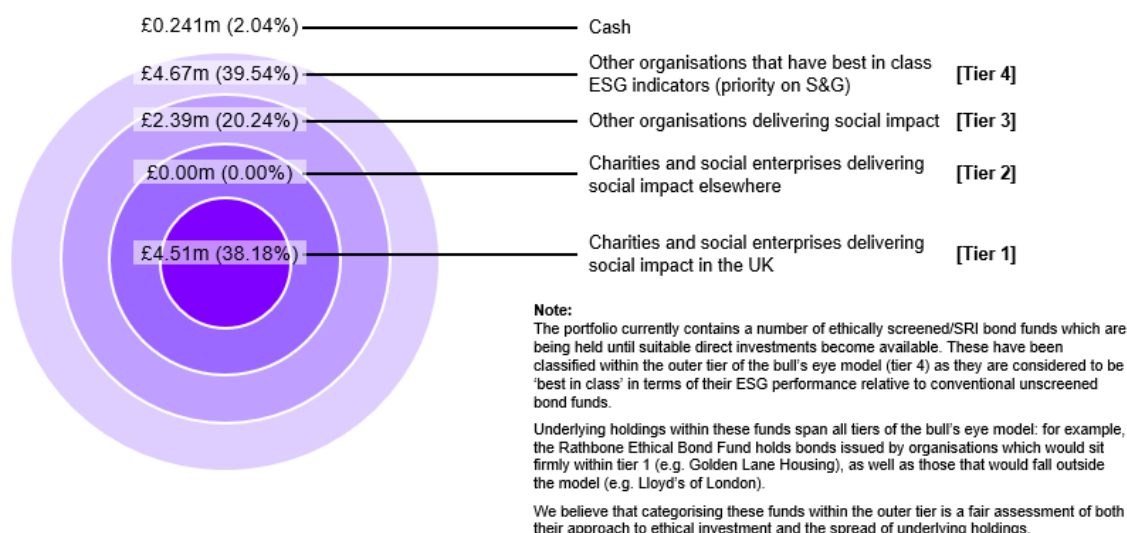 £0.241m (2.04%) Cash
£4.67m (39.54%) Other organisations that have best in class
ESG indicators (priority on S&G) [Tier 4]
£2.39m (20.24%) Other organisations delivering social impact [Tier 3]
£0.00m (0.00%) Charities and social enterprises delivering
social impact elsewhere [Tier 2]
£4.51m (38.18%) Charities and social enterprises delivering
social impact in the UK [Tier 1]
Note:
The portfolio currently contains a number of ethically screened/SRI bond funds which are
being held until suitable direct investments become available. These have been
classified within the outer tier of the bull's eye model (tier 4) as they are considered to be
'best in class' in terms of their ESG performance relative to conventional unscreened
bond funds.
Underlying holdings within these funds span all tiers of the bull's eye model: for example,
the Rathbone Ethical Bond Fund holds bonds issued by organisations which would sit
firmly within tier 1 (e.g. Golden Lane Housing), as well as those that would fall outside
the model (e.g. Lloyd's of London).
We believe that categorising these funds within the outer tier is a fair assessment of both
their approach to ethical investment and the spread of underlying holdings.